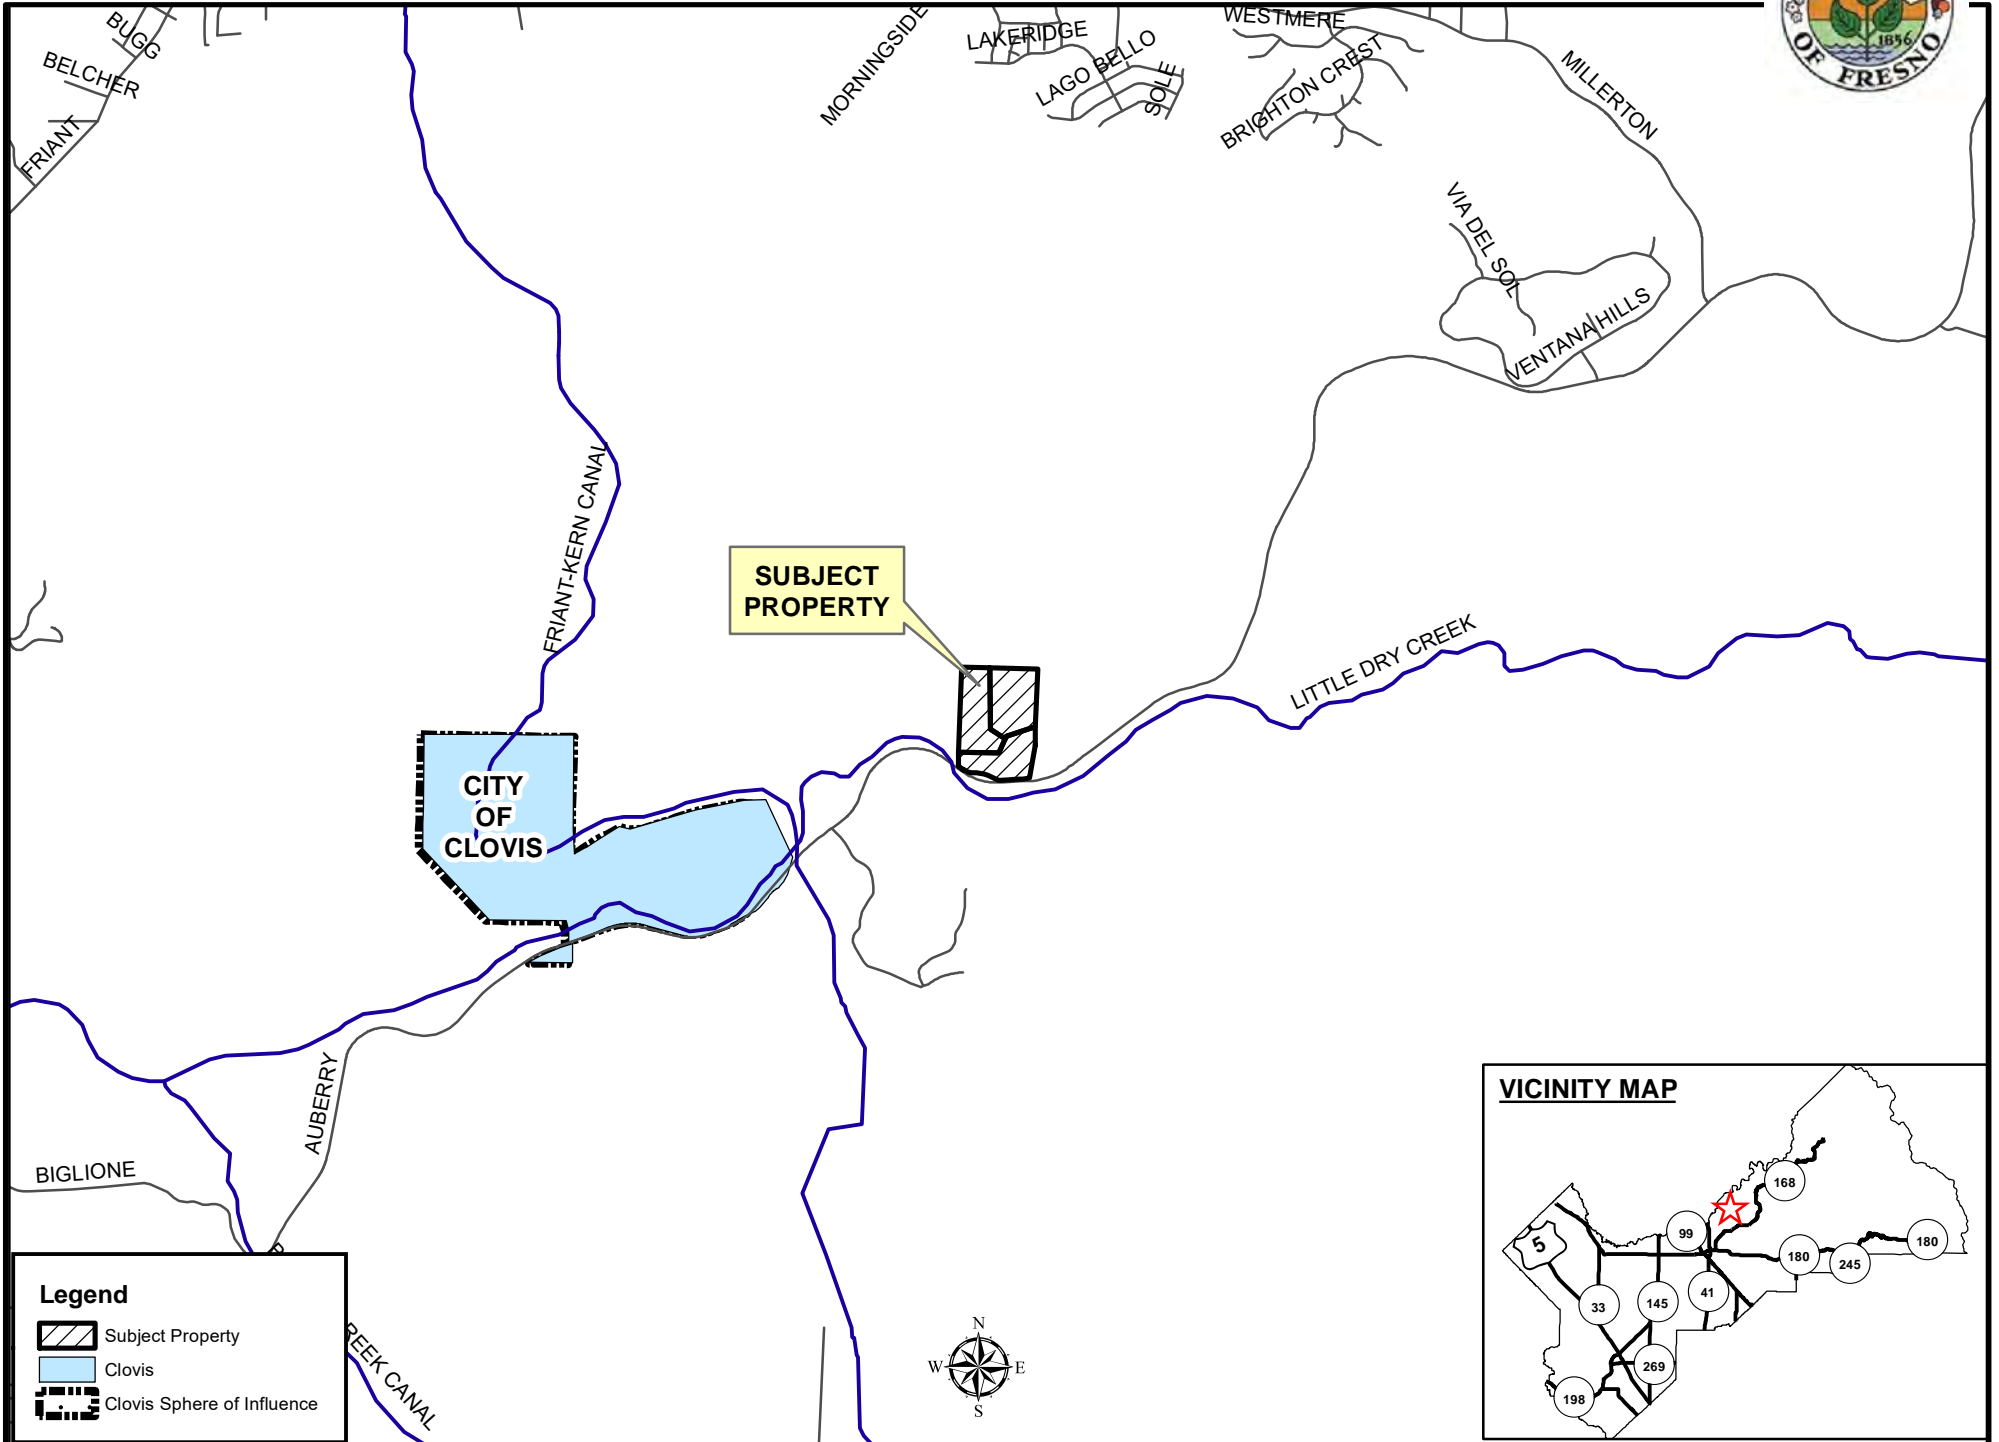 BUGG
BELCHER
FRIANT
MORNINGSIDE
LAKERIDGE
LAGO BELLO
SOLE
WESTMERE
BRIGHTON CREST
MILLERTON
1856
OF FRESNO
VIA DEL SOL
VENTANA HILLS
FRIANT-KERN CANAL
SUBJECT
PROPERTY
LITTLE DRY CREEK
CITY
OF
CLOVIS
AUBERRY
BIGLIONE
REEK CANAL
Legend
Subject Property
Clovis
Clovis Sphere of Influence
N
W
E
S
VICINITY MAP
168
99
5
180
245
180
33
145
41
269
198